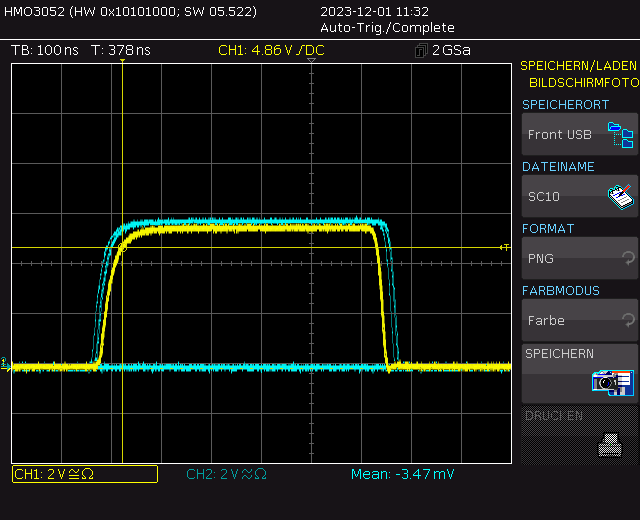 HMO3052 (HW 0x10101000; SW 05.522)
2023-12-01 11:32
Auto-Trig./Complete
TB: 100 ns T: 378 ns CH1: 4.86 V / DC 2 GSa
SPEICHERN/LADEN
BILDSCHIRMFOTO
SPEICHERORT
Front USB
DATEINAME
SC10
FORMAT
PNG
FARBMODUS
Farbe
SPEICHERN
DRUCKEN
T
CH1: 2 V ≅ Ω CH2: 2 V ≈ Ω Mean: -3.47 mV